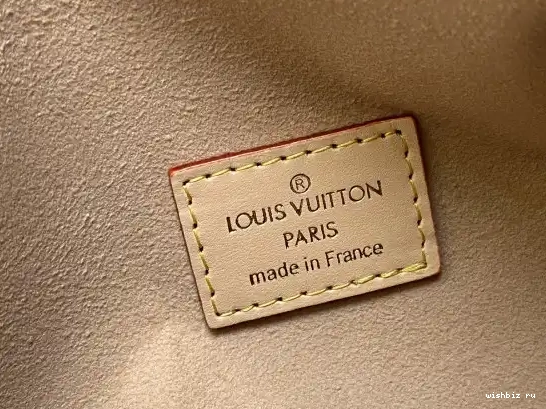 ®
LOUIS VUITTON
PARIS
made in France
wishbiz ru